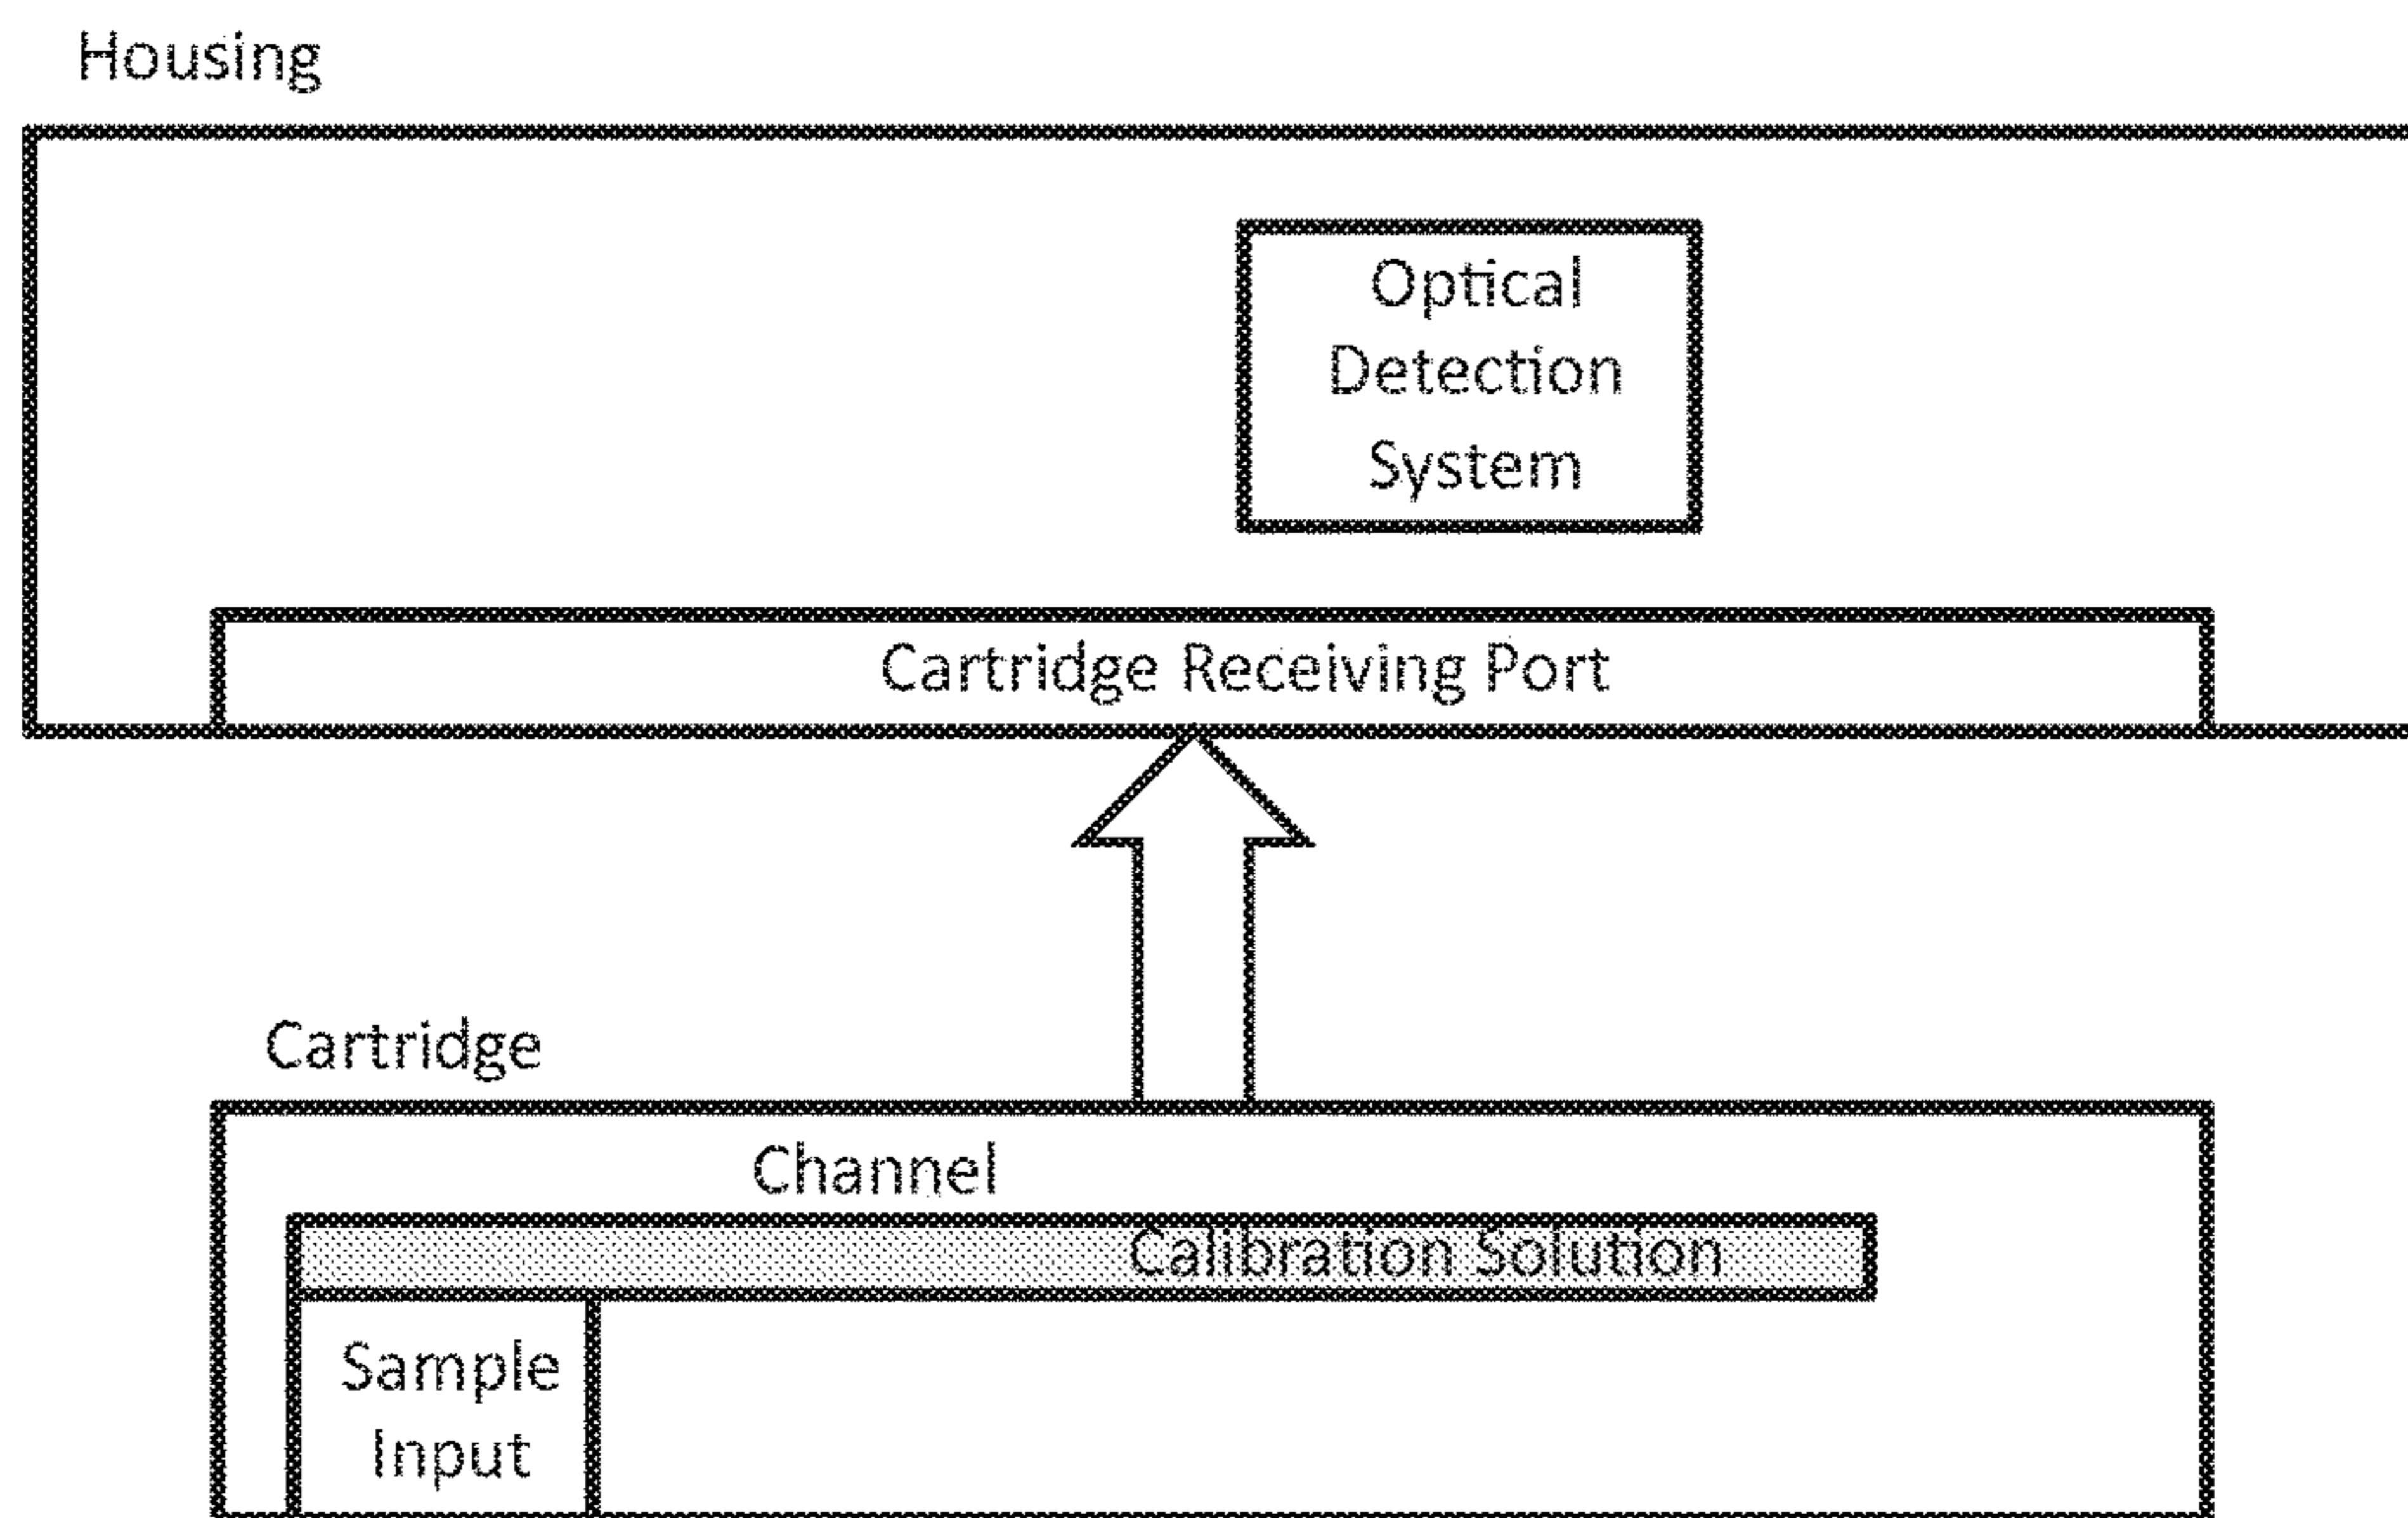 Housing
Optical
Detection
System
Cartridge Receiving Port
Cartridge
Channel
Calibration Solution
Sample
Input